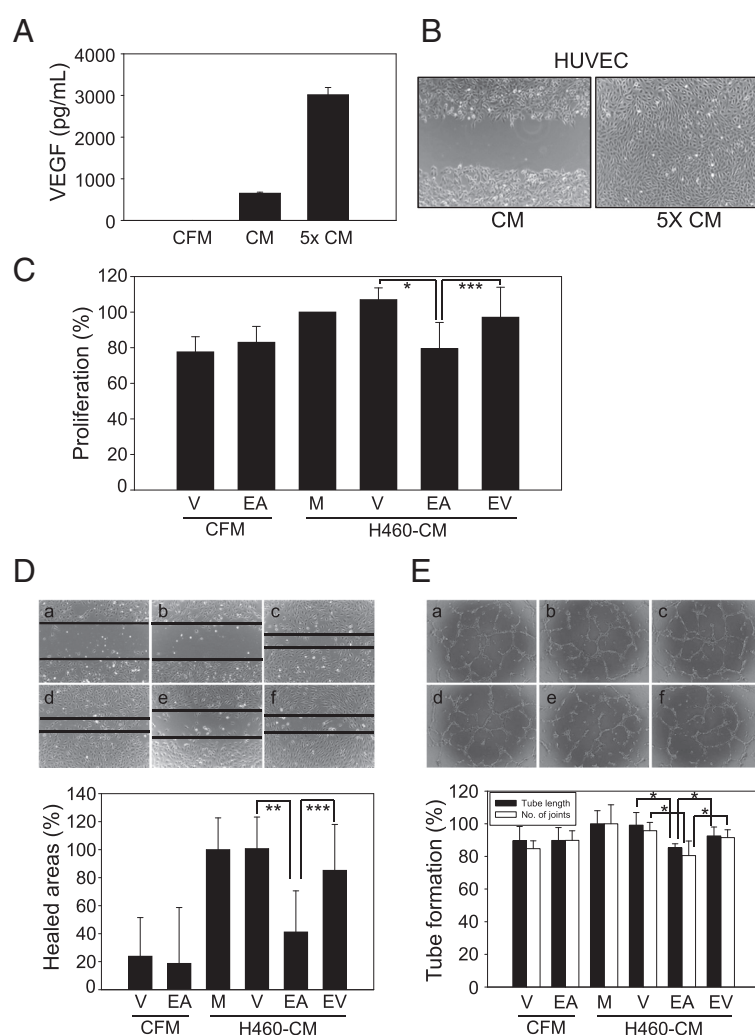 A
VEGF (pg/mL)
4000
3000
2000
1000
0
CFM CM 5x CM
B
HUVEC
CM 5X CM
C
Proliferation (%)
120
100
80
60
40
20
0
* ***
V EA M V EA EV
CFM H460-CM
D
a b c
d e f
Healed areas (%)
140
120
100
80
60
40
20
0
** ***
V EA M V EA EV
CFM H460-CM
E
a b c
d e f
Tube formation (%)
120
100
80
60
40
20
0
Tube length
No. of joints
* *
* *
V EA M V EA EV
CFM H460-CM